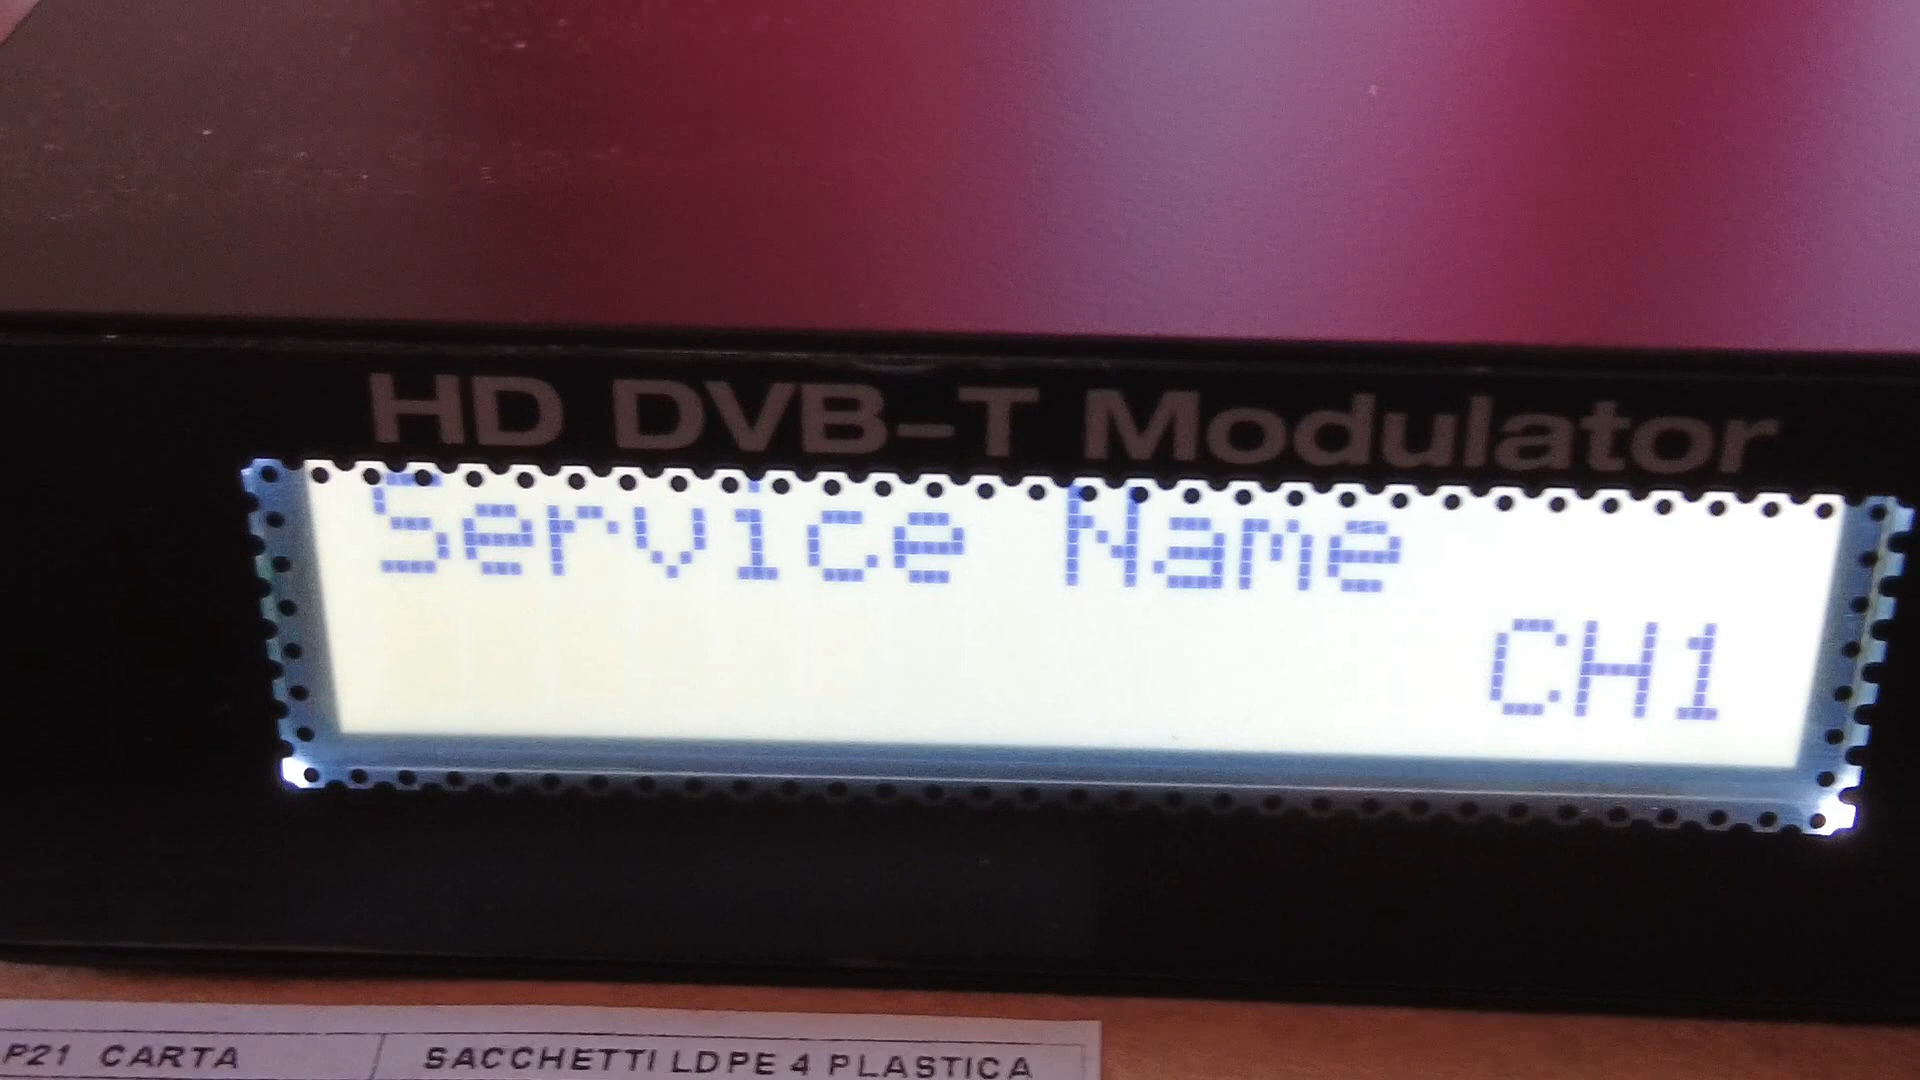 HD DVB-T Modulator
Service Name
CH1
P21 CARTA
SACCHETTI LDPE 4 PLASTICA